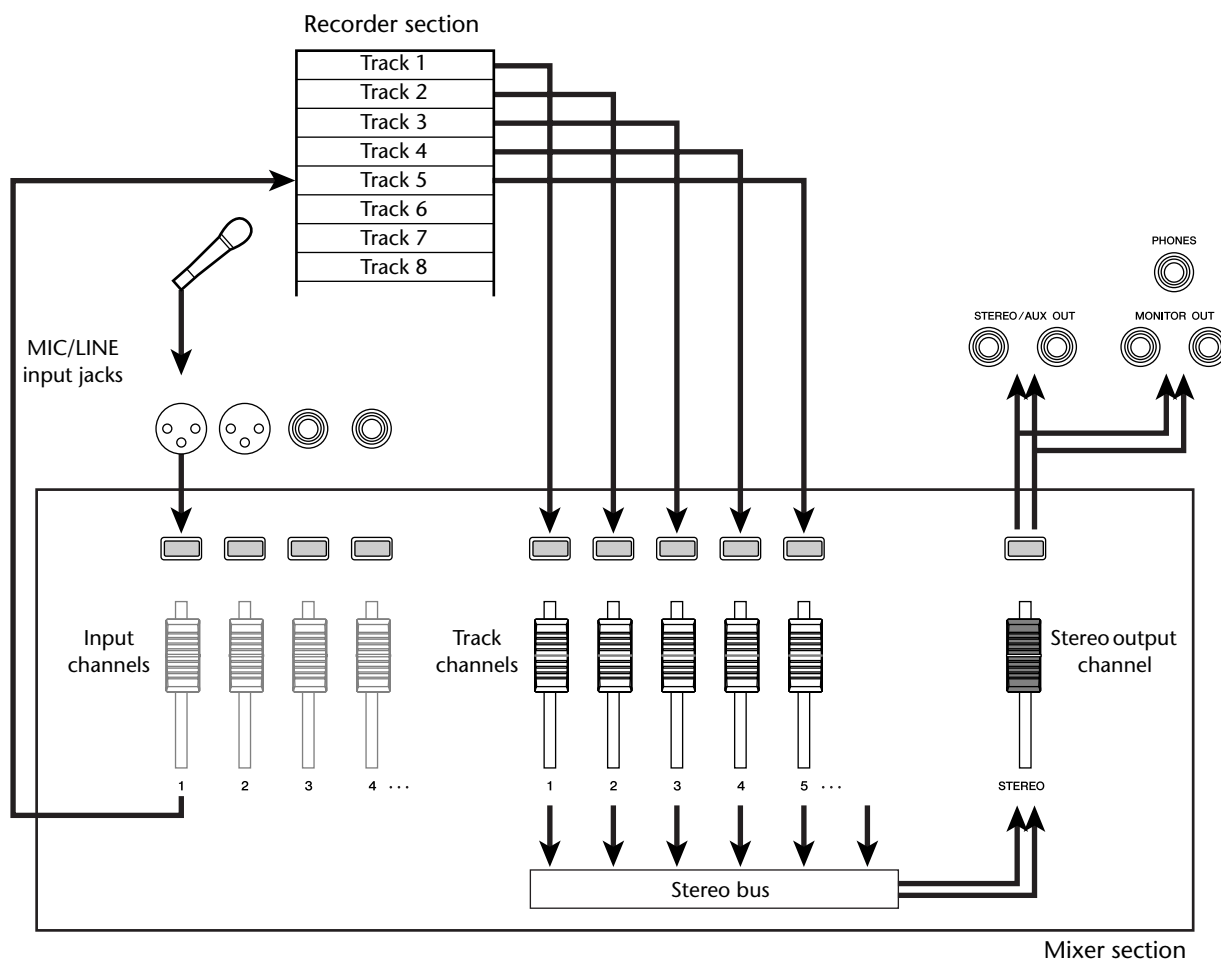 Recorder section
Track 1
Track 2
Track 3
Track 4
Track 5
Track 6
Track 7
Track 8
PHONES
STEREO/AUX OUT
MONITOR OUT
MIC/LINE
input jacks
Input
channels
Track
channels
Stereo output
channel
1 2 3 4 ...
1 2 3 4 5 ...
STEREO
Stereo bus
Mixer section